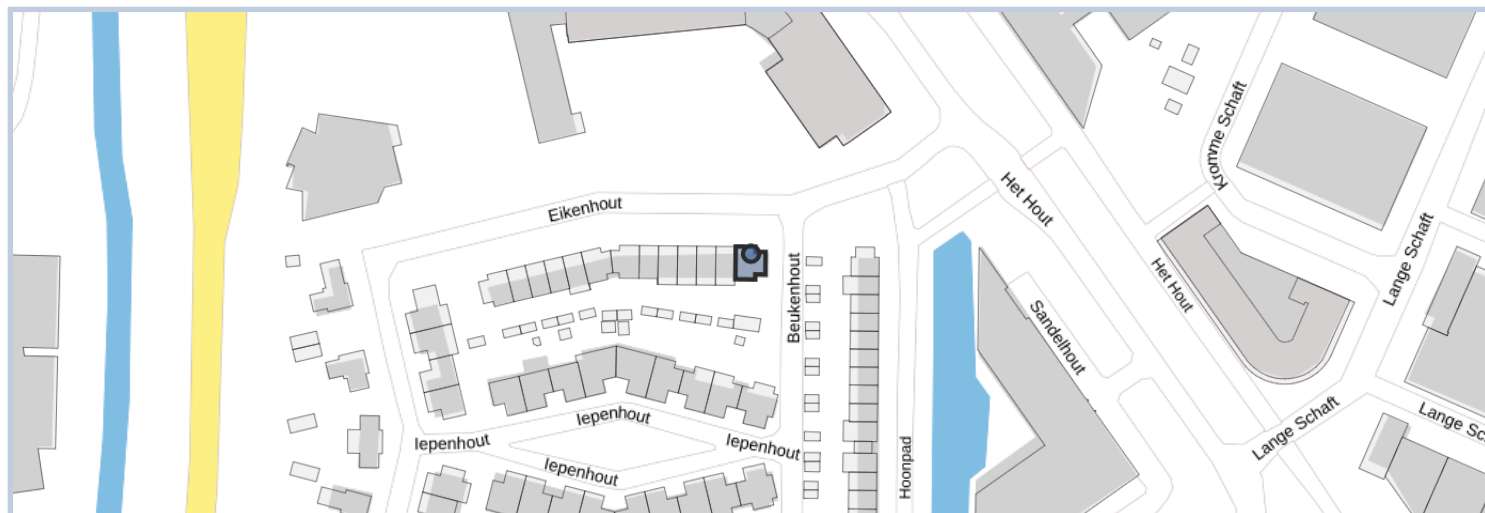 Kromme Schaft
Het Hout
Eikenhout
Lange Schaft
Het Hout
Beukenhout
Sandelhout
Iepenhout
Iepenhout
Iepenhout
Lange Schaft
Lange Sc
Iepenhout
Hoonpad